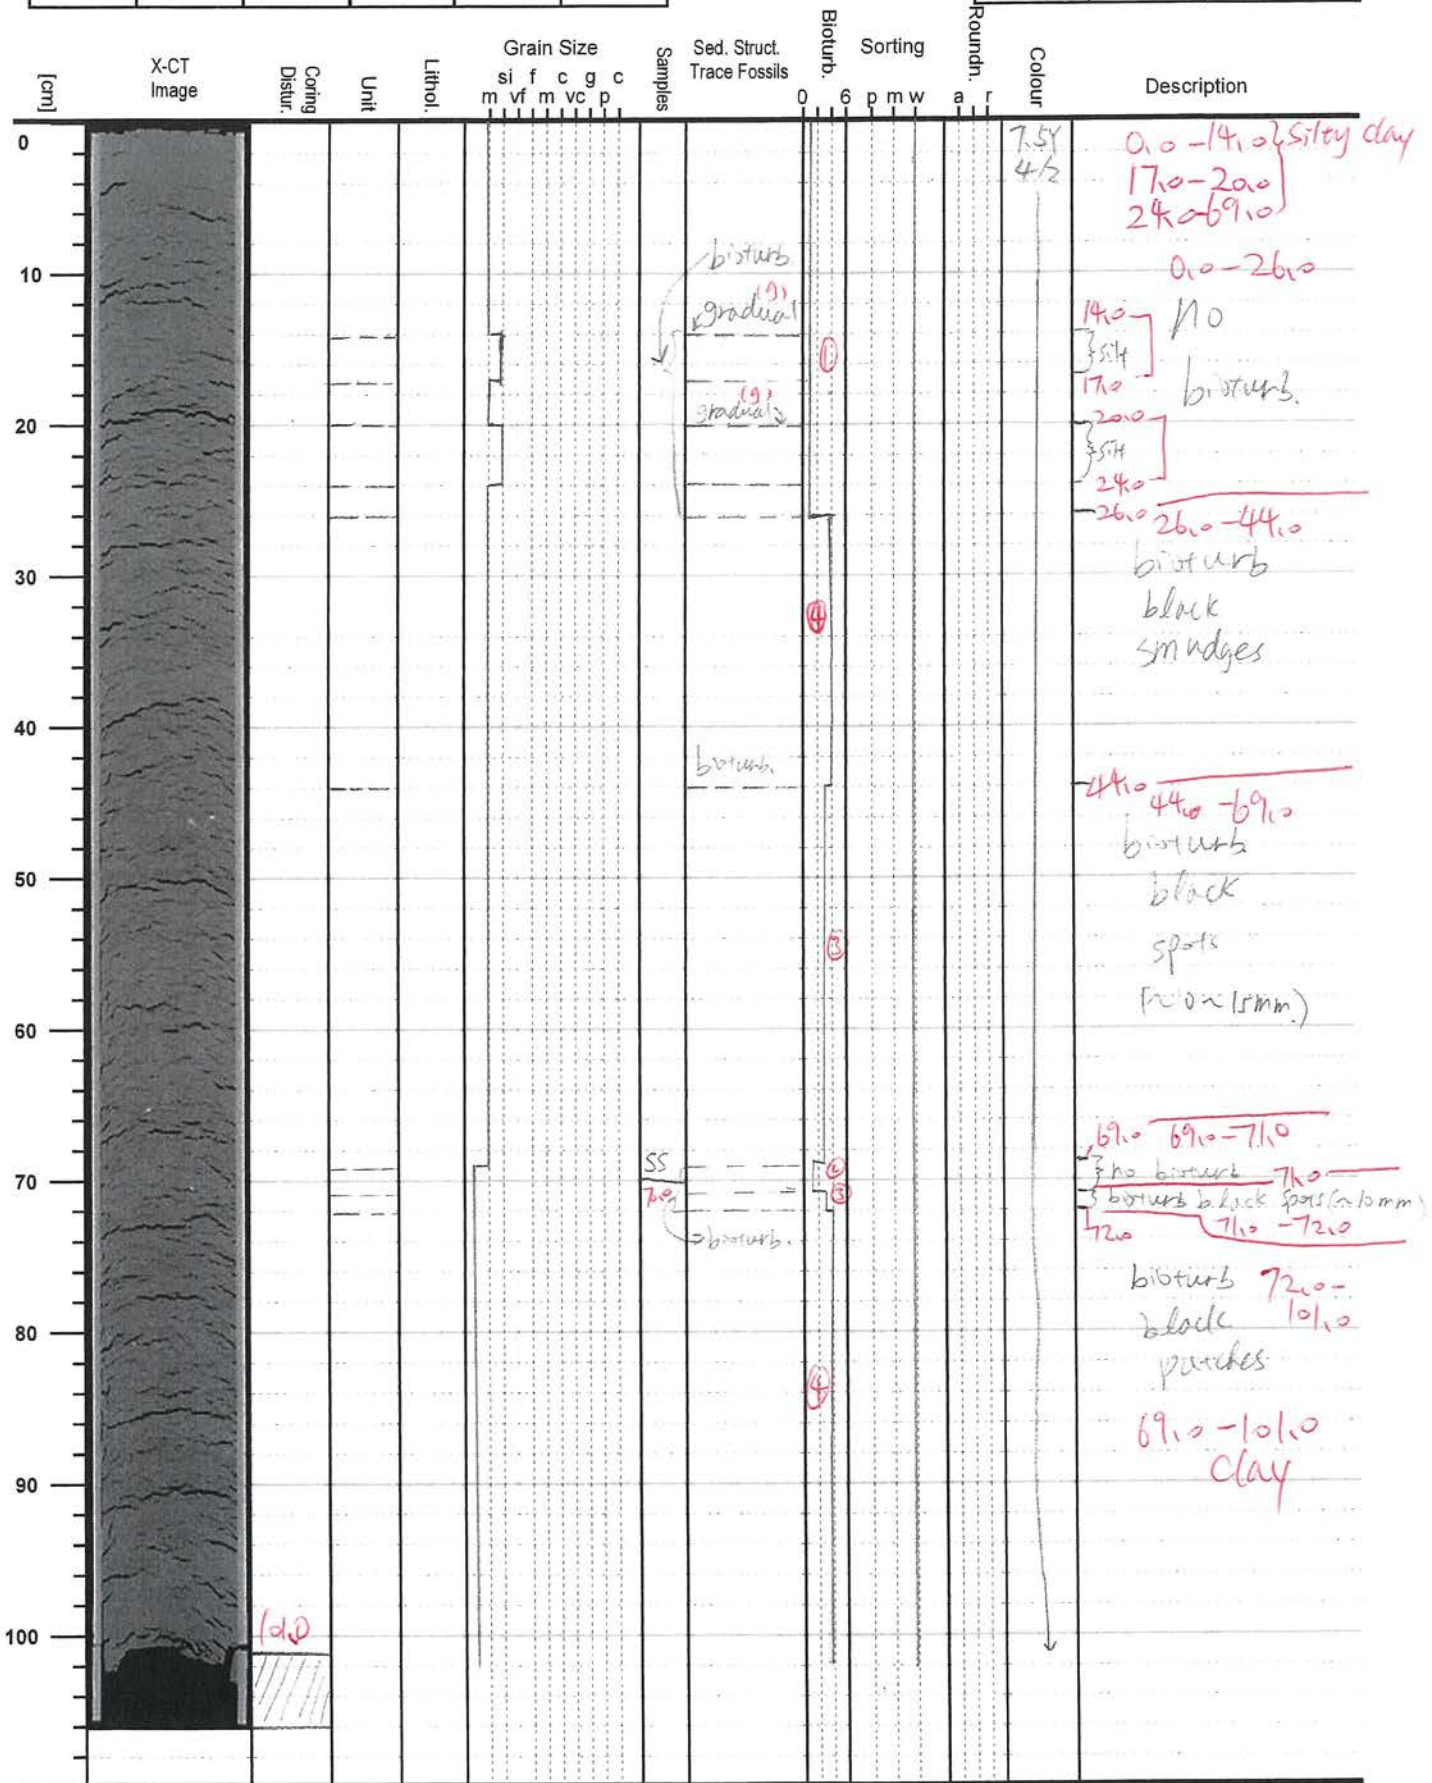 [cm]
X-CT
Image
Coring
Distur.
Unit
Lithol.
Grain Size
si f c g c
m vf m vc p
Samples
Sed. Struct.
Trace Fossils
Bioturb.
0 6
Sorting
p m w
Roundn.
a r
Colour
Description
0
7.5Y
4/2
0.0-14.0 } Silty clay
17.0-20.0
24.0-69.0
bioturb
0.0-26.0
10
(g)
gradual
14.0
no
①
} silt
17.0
bioturb.
(g)
gradual
20
20.0
} silt
24.0
26.0
26.0-44.0
bioturb
30
④
black
smudges
40
bioturb.
44.0
44.0-69.0
bioturb
50
black
③
spots
60
69.0 69.0-71.0
SS
70
} no bioturb 71.0
70.0
③
} bioturb black spots (~10mm)
bioturb.
72.0
71.0-72.0
bioturb 72.0-
101.0
80
black
patches
④
69.0-101.0
clay
90
100
101.0